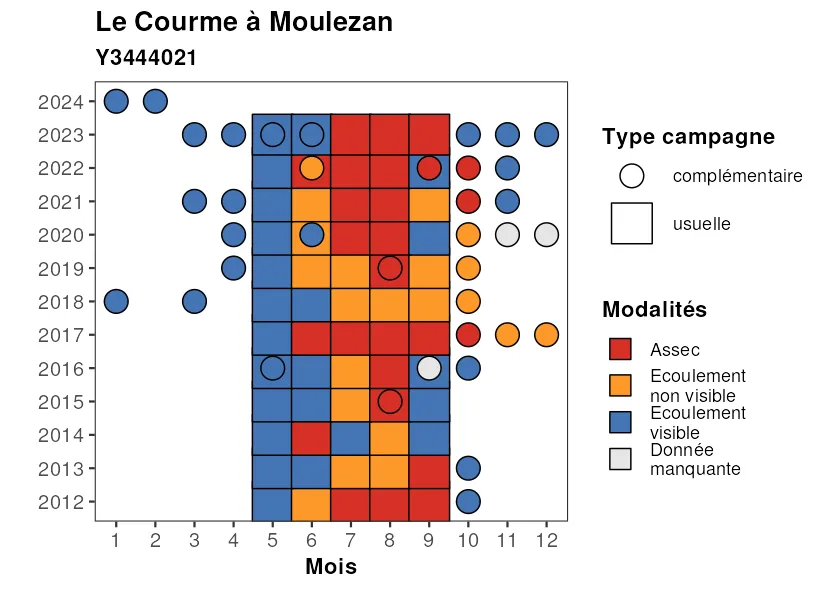 Le Courme à Moulezan
Y3444021
2024
2023
2022
2021
2020
2019
2018
2017
2016
2015
2014
2013
2012
1 2 3 4 5 6 7 8 9 10 11 12
Mois
Type campagne
complémentaire
usuelle
Modalités
Assec
Ecoulement
non visible
Ecoulement
visible
Donnée
manquante